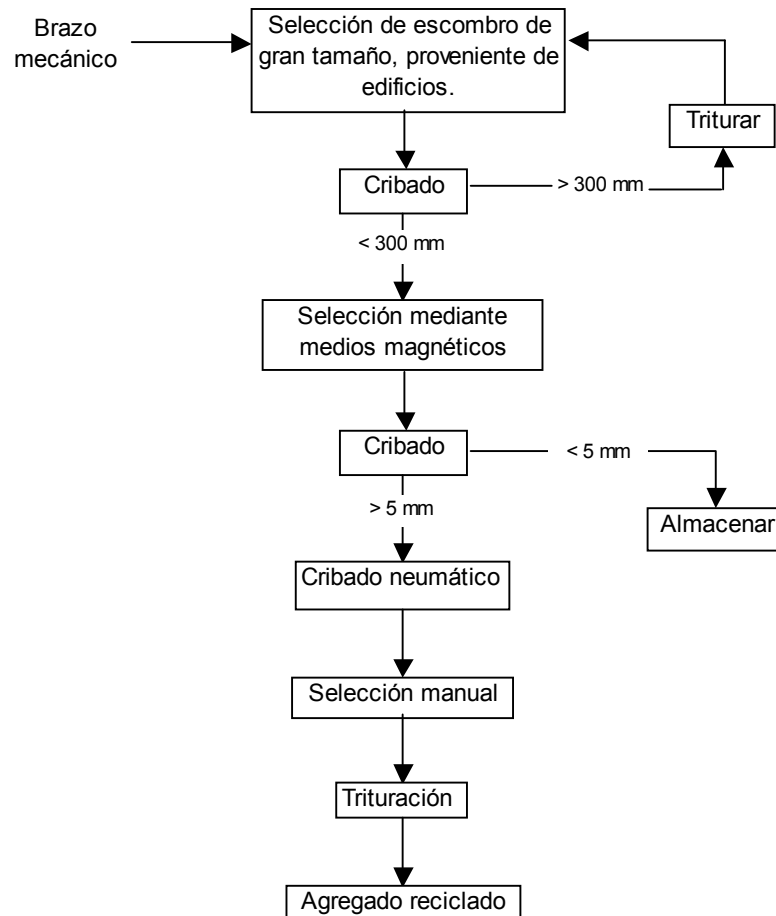 Brazo
mecánico
Selección de escombro de
gran tamaño, proveniente de
edificios.
Triturar
Cribado
> 300 mm
< 300 mm
Selección mediante
medios magnéticos
Cribado
< 5 mm
> 5 mm
Almacenar
Cribado neumático
Selección manual
Trituración
Agregado reciclado